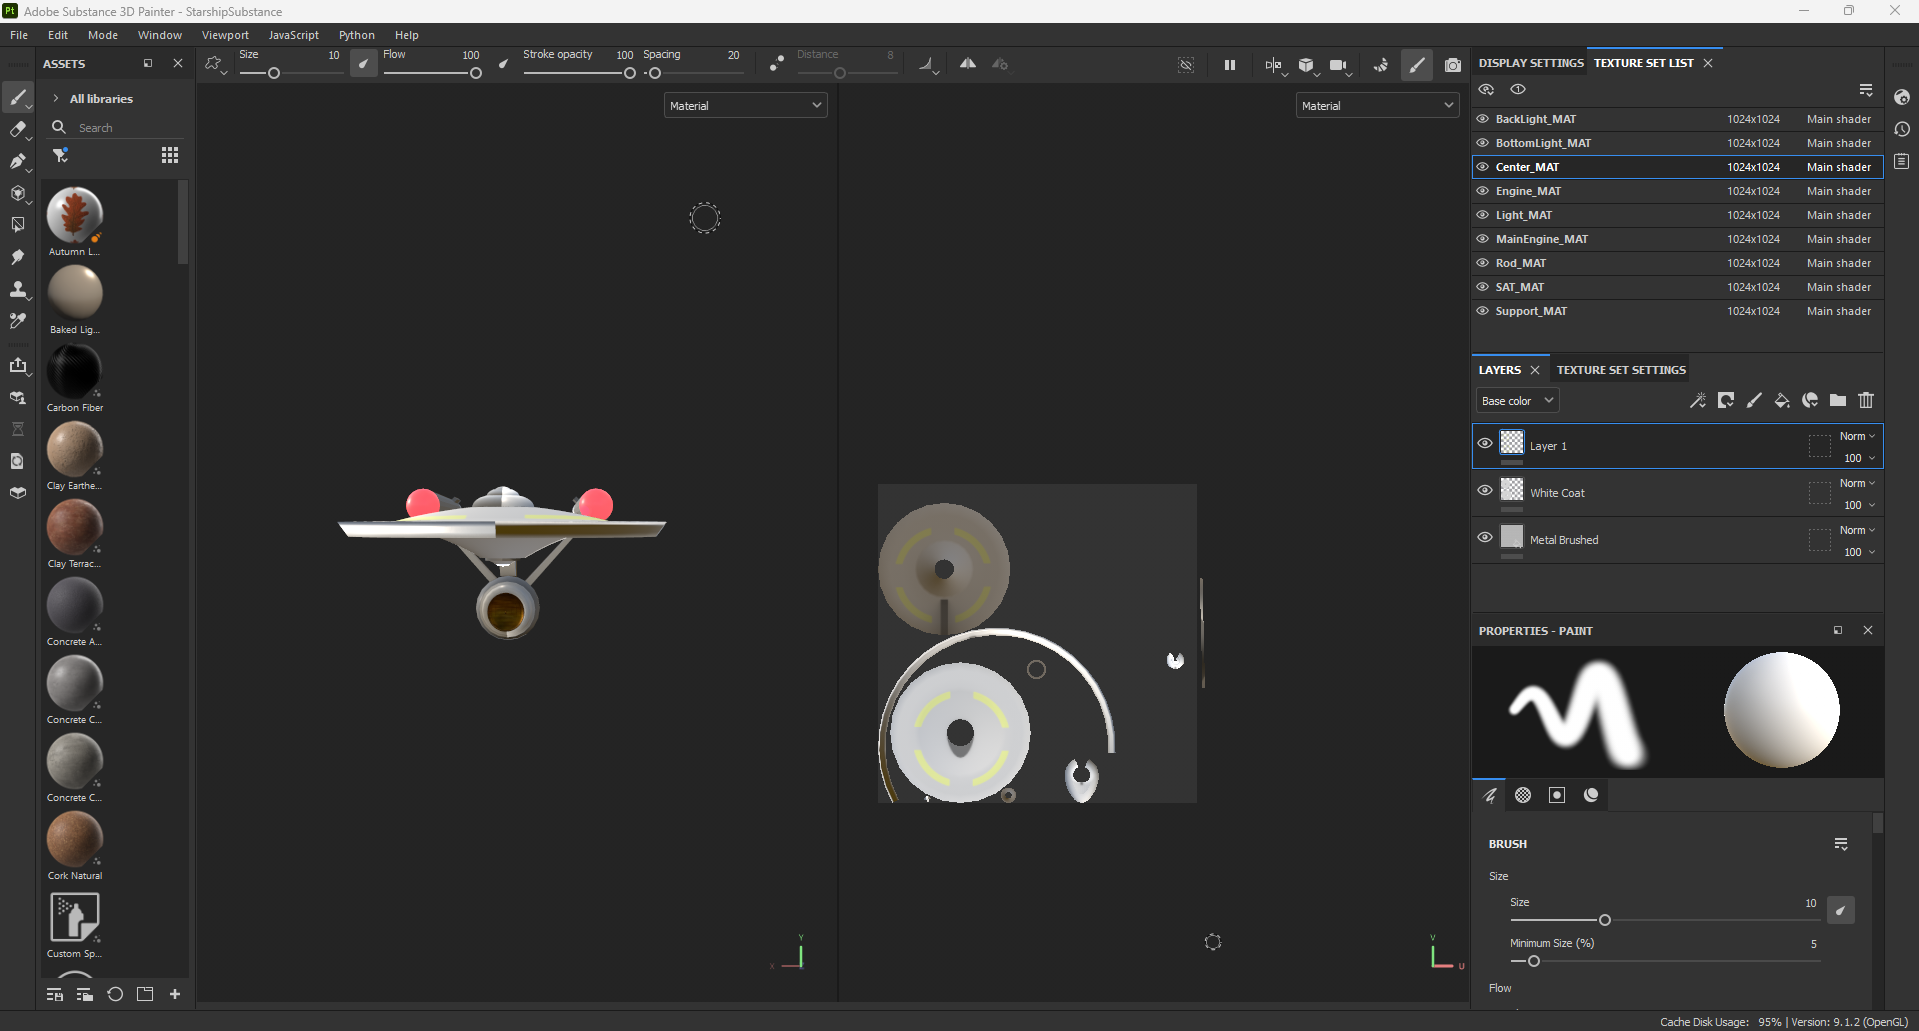 Pt Adobe Substance 3D Painter - StarshipSubstance
File Edit Mode Window Viewport JavaScript Python Help
ASSETS
Size 10 Flow 100 Stroke opacity 100 Spacing 20 Distance 8
All libraries
Search
Autumn L...
Baked Lig...
Carbon Fiber
Clay Earthe...
Clay Terrac...
Concrete A...
Concrete C...
Concrete C...
Cork Natural
Custom Sp...
Material
Y
X
Material
V
U
DISPLAY SETTINGS TEXTURE SET LIST
BackLight_MAT 1024x1024 Main shader
BottomLight_MAT 1024x1024 Main shader
Center_MAT 1024x1024 Main shader
Engine_MAT 1024x1024 Main shader
Light_MAT 1024x1024 Main shader
MainEngine_MAT 1024x1024 Main shader
Rod_MAT 1024x1024 Main shader
SAT_MAT 1024x1024 Main shader
Support_MAT 1024x1024 Main shader
LAYERS TEXTURE SET SETTINGS
Base color
Layer 1 Norm 100
White Coat Norm 100
Metal Brushed Norm 100
PROPERTIES - PAINT
BRUSH
Size
Size 10
Minimum Size (%) 5
Flow
Cache Disk Usage: 95% | Version: 9.1.2 (OpenGL)